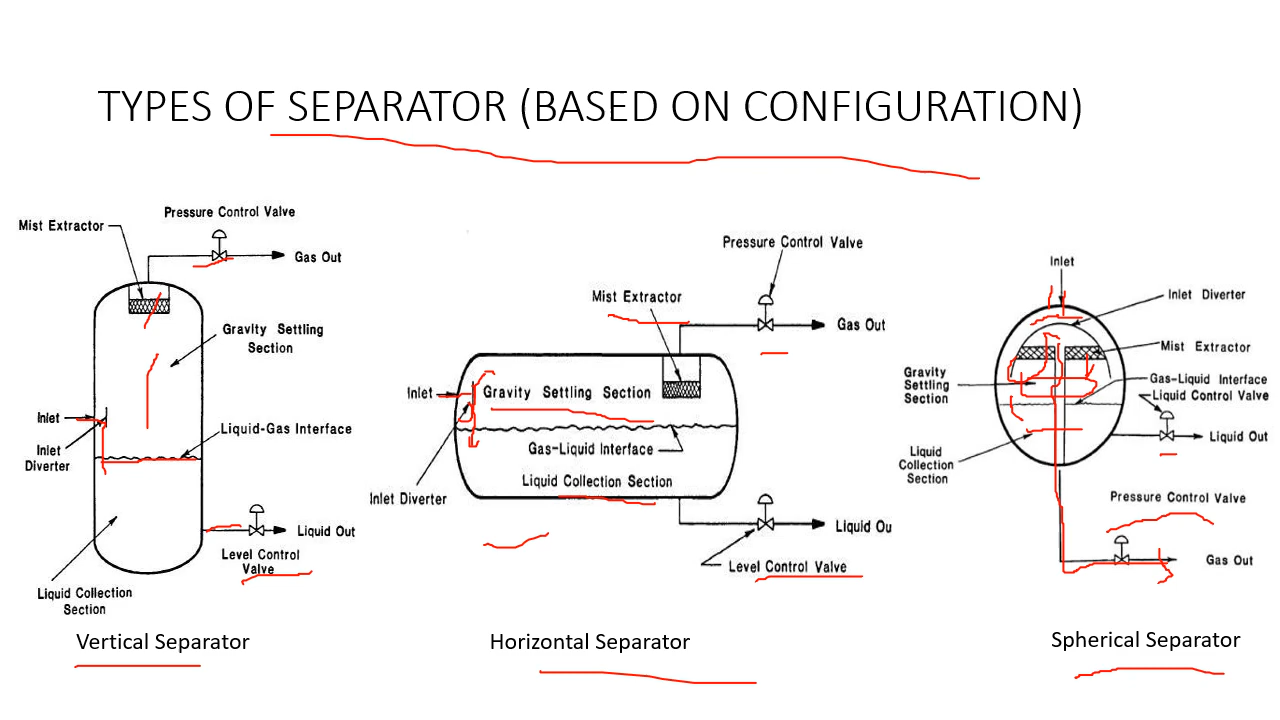 TYPES OF SEPARATOR (BASED ON CONFIGURATION)
Pressure Control Valve
Mist Extractor
Gas Out
Gravity Settling
Section
Inlet
Liquid-Gas Interface
Inlet
Diverter
Liquid Out
Level Control
Valve
Liquid Collection
Section
Vertical Separator
Pressure Control Valve
Mist Extractor
Gas Out
Inlet
Gravity Settling Section
Gas-Liquid Interface
Liquid Collection Section
Inlet Diverter
Liquid Ou
Level Control Valve
Horizontal Separator
Inlet
Inlet Diverter
Mist Extractor
Gravity
Settling
Section
Gas-Liquid Interface
Liquid Control Valve
Liquid Out
Liquid
Collection
Section
Pressure Control Valve
Gas Out
Spherical Separator